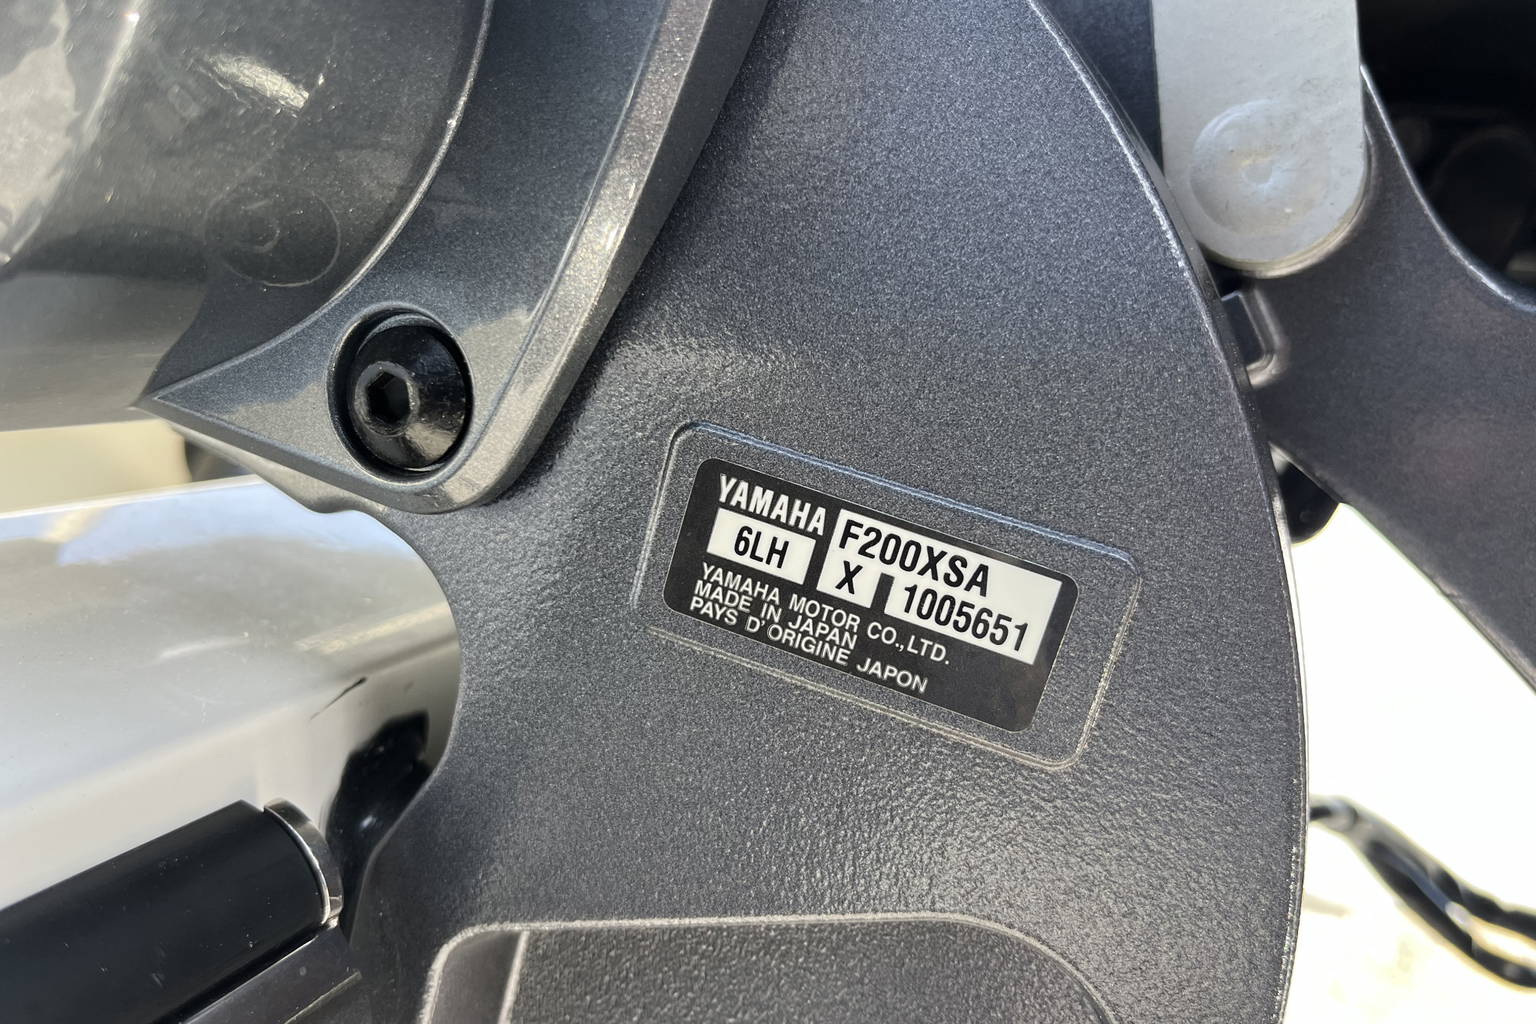 YAMAHA F200XSA
6LH X 1005651
YAMAHA MOTOR CO.,LTD.
MADE IN JAPAN
PAYS D'ORIGINE JAPON